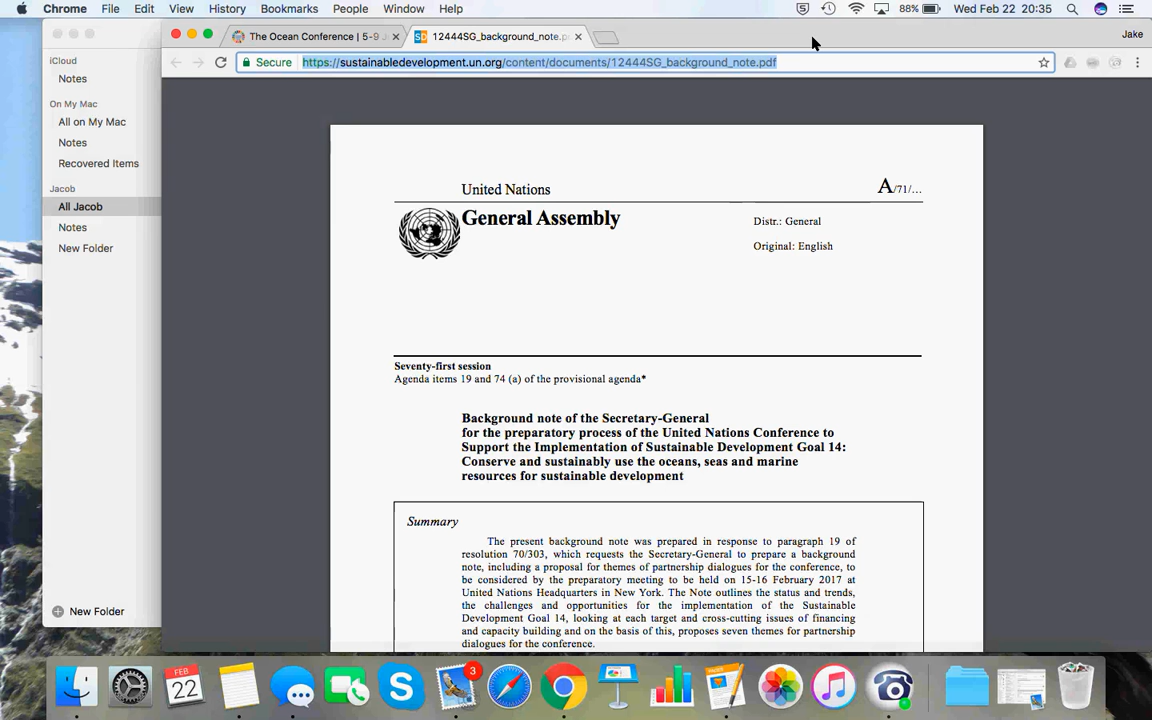 Chrome File Edit View History Bookmarks People Window Help 88% Wed Feb 22 20:35
The Ocean Conference | 5-9 12444SG_background_note.p Jake
Secure https://sustainabledevelopment.un.org/content/documents/12444SG_background_note.pdf
iCloud
Notes
On My Mac
All on My Mac
Notes
Recovered Items
Jacob
All Jacob
Notes
New Folder
New Folder
United Nations A/71/...
General Assembly Distr.: General
Original: English
Seventy-first session
Agenda items 19 and 74 (a) of the provisional agenda*
Background note of the Secretary-General
for the preparatory process of the United Nations Conference to
Support the Implementation of Sustainable Development Goal 14:
Conserve and sustainably use the oceans, seas and marine
resources for sustainable development
Summary
The present background note was prepared in response to paragraph 19 of
resolution 70/303, which requests the Secretary-General to prepare a background
note, including a proposal for themes of partnership dialogues for the conference, to
be considered by the preparatory meeting to be held on 15-16 February 2017 at
United Nations Headquarters in New York. The Note outlines the status and trends,
the challenges and opportunities for the implementation of the Sustainable
Development Goal 14, looking at each target and cross-cutting issues of financing
and capacity building and on the basis of this, proposes seven themes for partnership
dialogues for the conference.
FEB
22
3